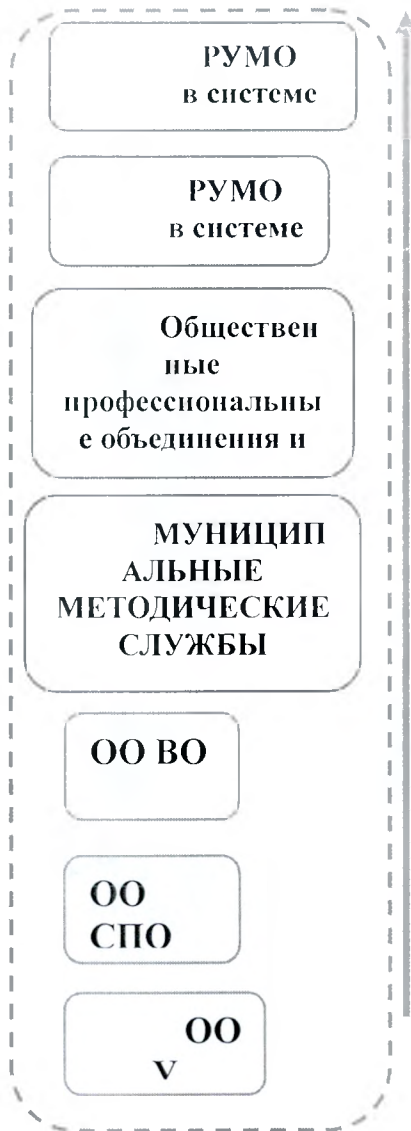 РУМО
в системе
РУМО
в системе
Обществен
ные
профессиональны
е объединения и
МУНИЦИП
АЛЬНЫЕ
МЕТОДИЧЕСКИЕ
СЛУЖБЫ
ОО ВО
ОО
СПО
ОО
V